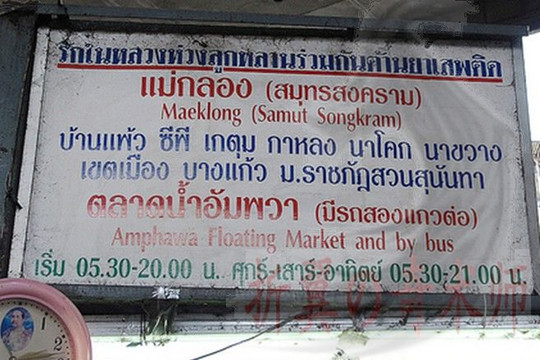 รักในหลวงห่วงลูกหลานร่วมกันต้านยาเสพติด
แม่กลอง (สมุทรสงคราม)
Maeklong (Samut Songkram)
บ้านแพ้ว ซีพี เกตุม กาหลง นาโคก นาขวาง
เขตเมือง บางแก้ว ม.ราชภัฏสวนสุนันทา
ตลาดน้ำอัมพวา (มีรถสองแถวต่อ)
Amphawa Floating Market and by bus
เริ่ม 05.30-20.00 น. ศุกร์-เสาร์-อาทิตย์ 05.30-21.00 น.